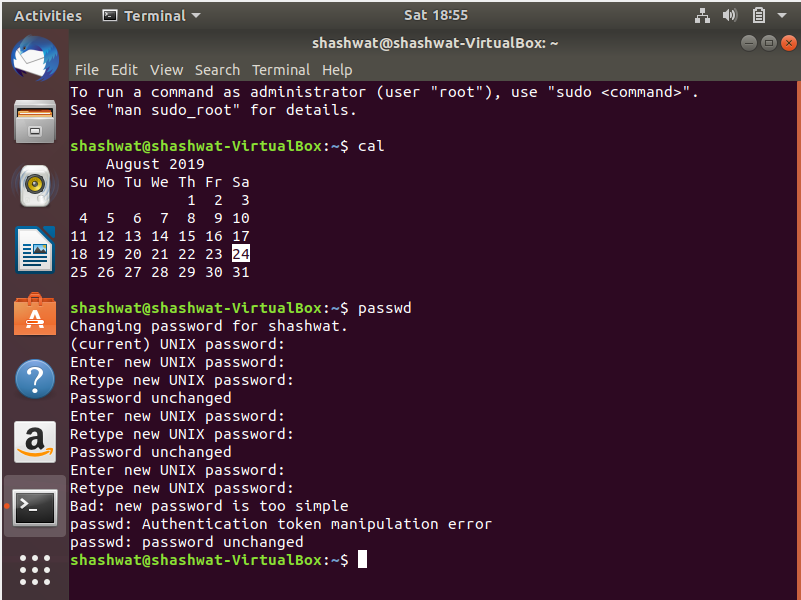 Activities Terminal Sat 18:55
shashwat@shashwat-VirtualBox: ~
File Edit View Search Terminal Help
To run a command as administrator (user "root"), use "sudo <command>".
See "man sudo_root" for details.
shashwat@shashwat-VirtualBox:~$ cal
August 2019
Su Mo Tu We Th Fr Sa
1 2 3
4 5 6 7 8 9 10
11 12 13 14 15 16 17
18 19 20 21 22 23 24
25 26 27 28 29 30 31
shashwat@shashwat-VirtualBox:~$ passwd
Changing password for shashwat.
(current) UNIX password:
Enter new UNIX password:
Retype new UNIX password:
Password unchanged
Enter new UNIX password:
Retype new UNIX password:
Password unchanged
Enter new UNIX password:
Retype new UNIX password:
Bad: new password is too simple
passwd: Authentication token manipulation error
passwd: password unchanged
shashwat@shashwat-VirtualBox:~$